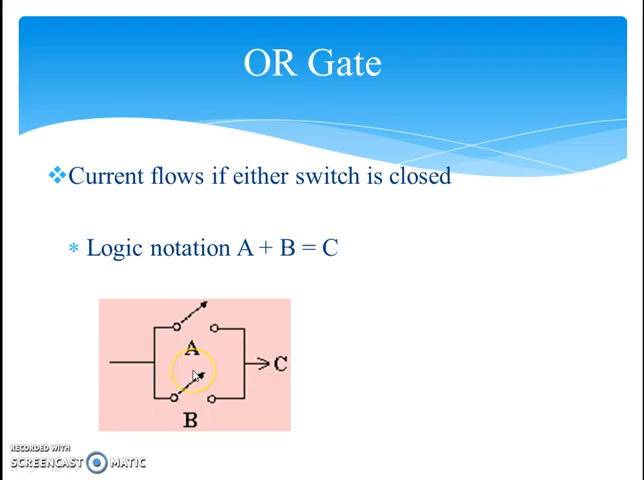 OR Gate
Current flows if either switch is closed
Logic notation A + B = C
A
C
B
RECORDED WITH
SCREENCAST MATIC